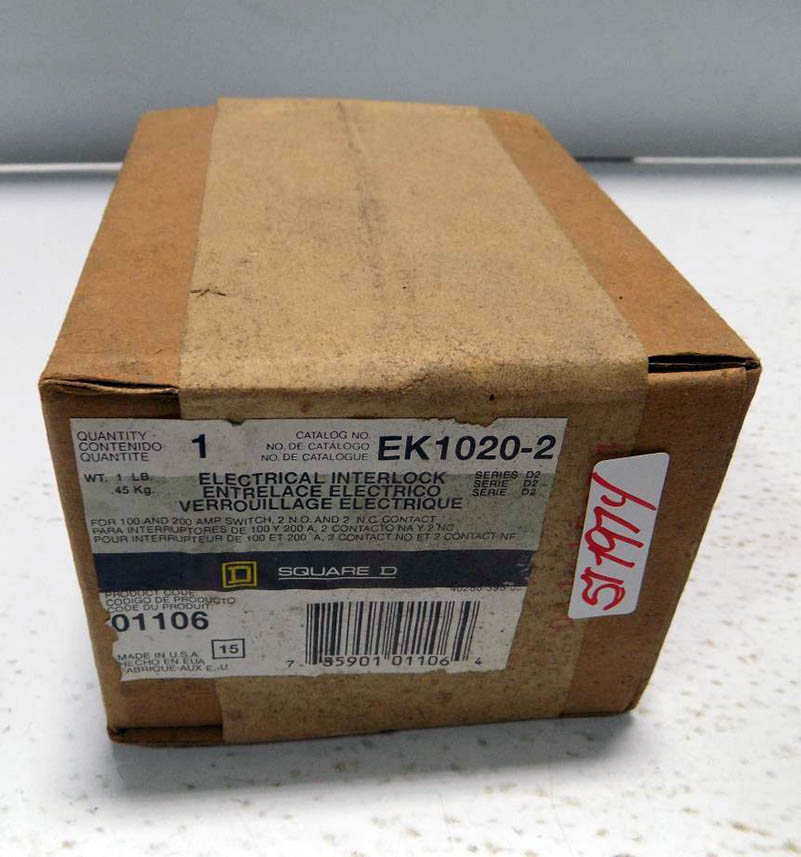 QUANTITY
CONTENIDO
QUANTITE
1
CATALOG NO.
NO. DE CATALOGO
NO. DE CATALOGUE
EK1020-2
WT. 1 LB.
.45 Kg.
ELECTRICAL INTERLOCK
ENTRELACE ELECTRICO
VERROUILLAGE ELECTRIQUE
SERIES D2
SERIE D2
SERIE D2
FOR 100 AND 200 AMP SWITCH, 2 N.O. AND 2 N.C. CONTACT
PARA INTERRUPTORES DE 100 Y 200 A, 2 CONTACTO NA Y 2 NC
POUR INTERRUPTEUR DE 100 ET 200 A, 2 CONTACT NO ET 2 CONTACT NF
D SQUARE D
PRODUCT CODE
CODIGO DE PRODUCTO
CODE DU PRODUIT
01106
MADE IN U.S.A.
HECHO EN EUA
FABRIQUE AUX E.-U
15
7 85901 01106 4
ST1974